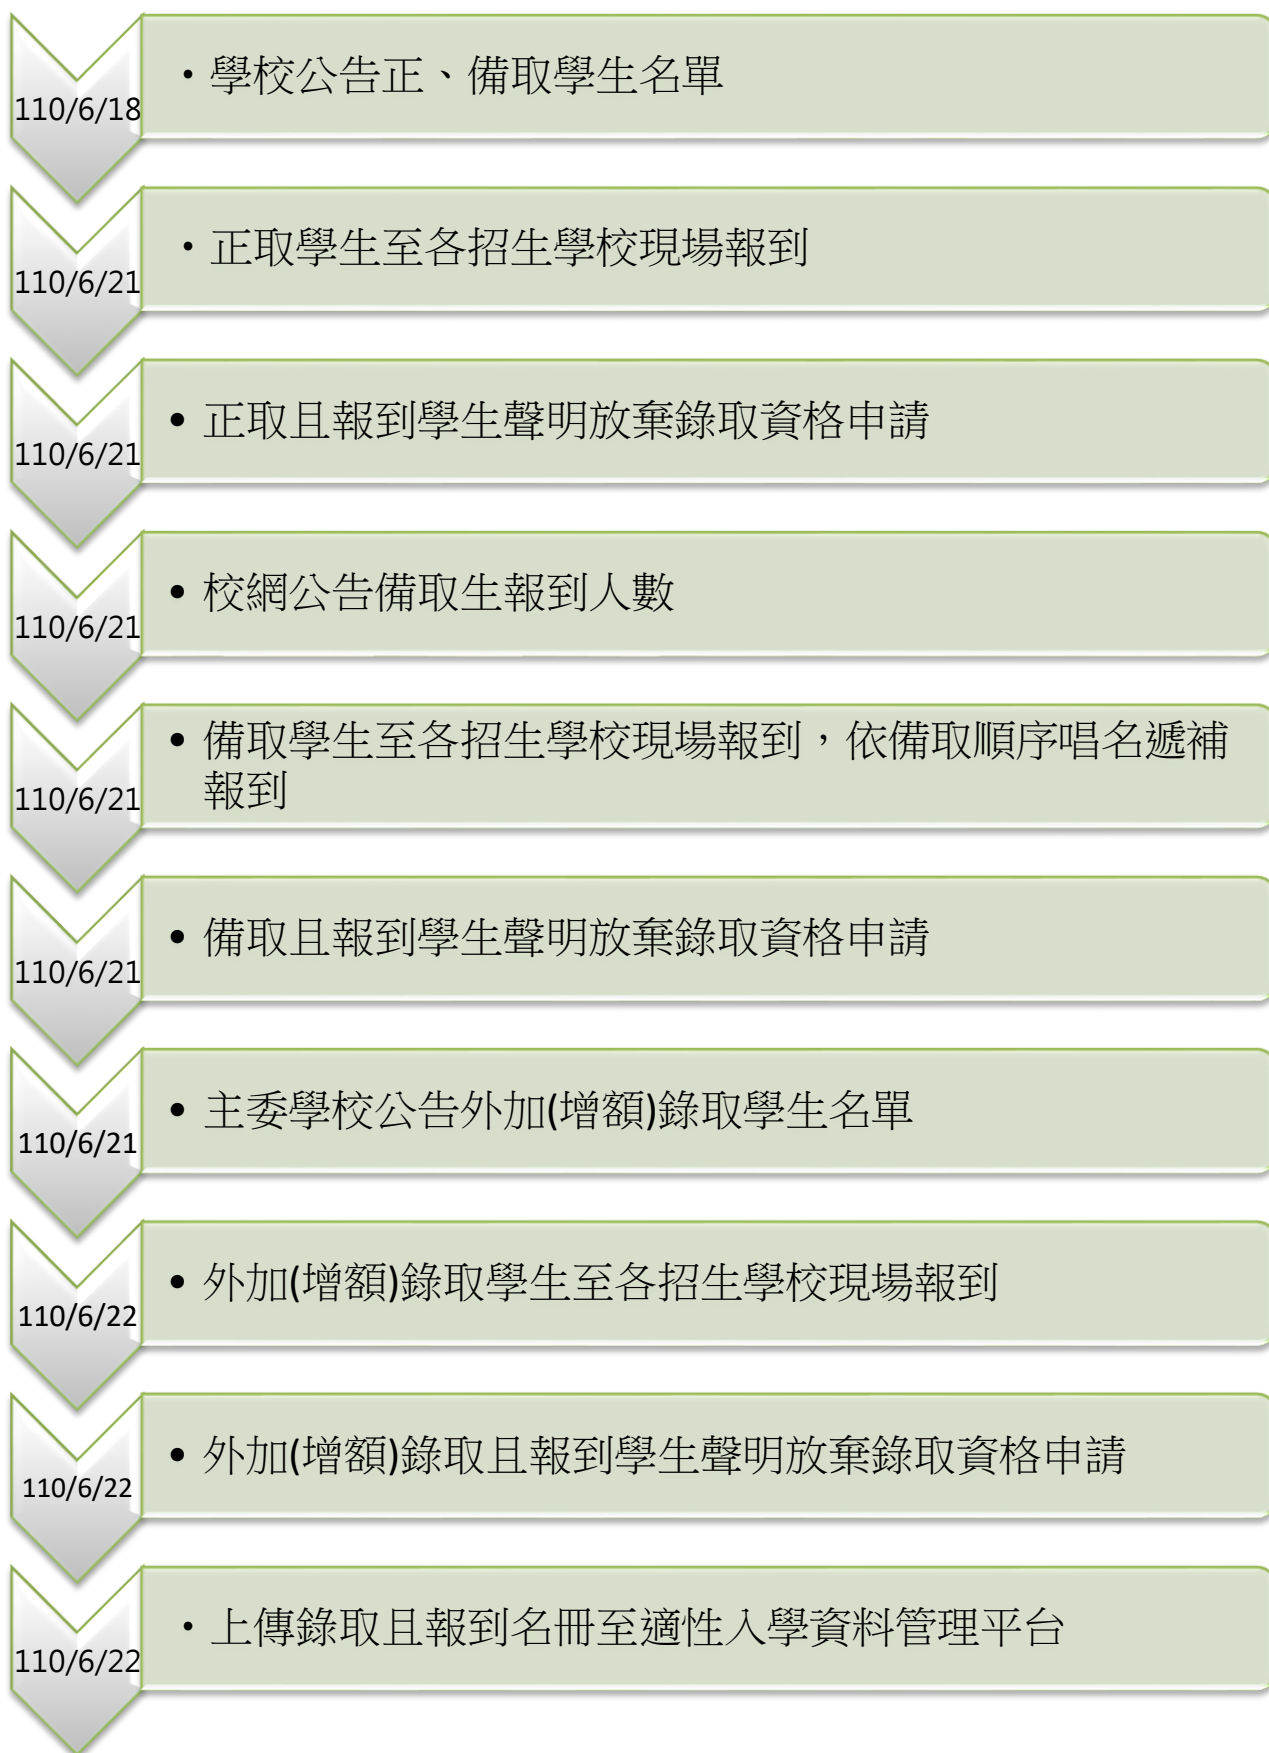 110/6/18
・學校公告正、備取學生名單
110/6/21
・正取學生至各招生學校現場報到
110/6/21
• 正取且報到學生聲明放棄錄取資格申請
110/6/21
• 校網公告備取生報到人數
110/6/21
• 備取學生至各招生學校現場報到，依備取順序唱名遞補
報到
110/6/21
• 備取且報到學生聲明放棄錄取資格申請
110/6/21
• 主委學校公告外加(增額)錄取學生名單
110/6/22
• 外加(增額)錄取學生至各招生學校現場報到
110/6/22
• 外加(增額)錄取且報到學生聲明放棄錄取資格申請
110/6/22
・上傳錄取且報到名冊至適性入學資料管理平台